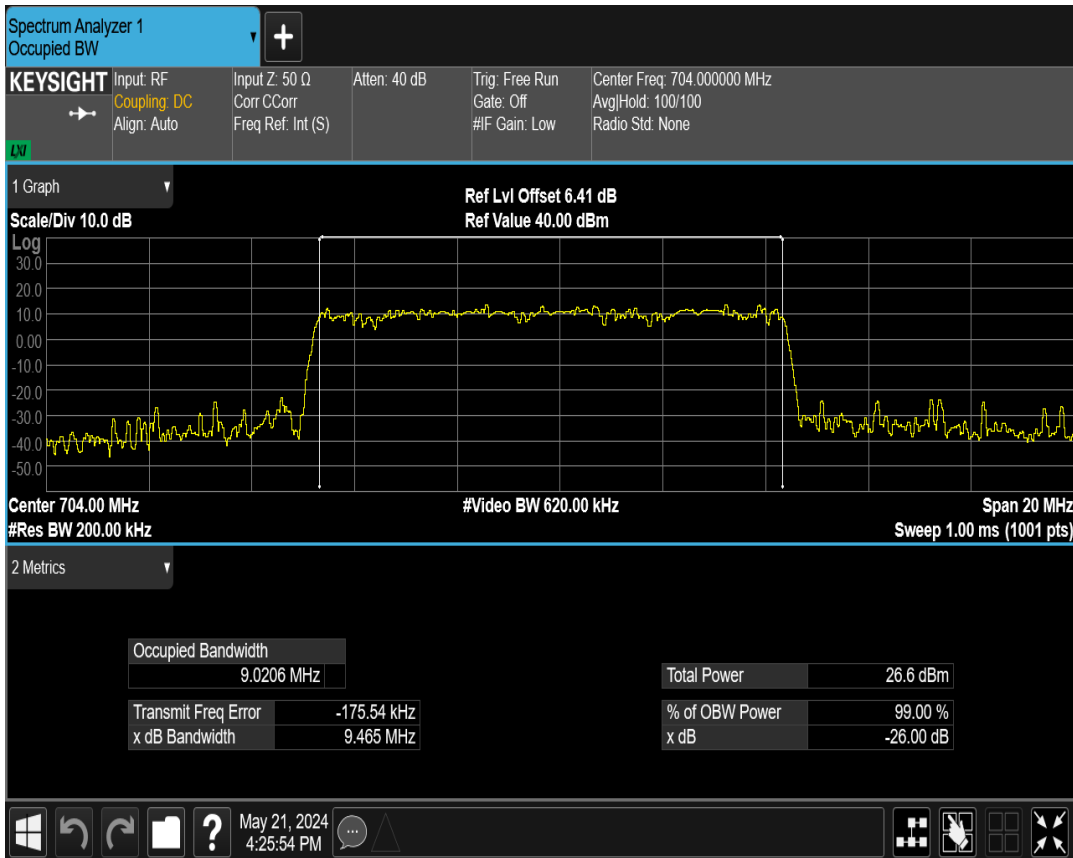 Spectrum Analyzer 1
Occupied BW
+
KEYSIGHT
LXI
Input: RF
Coupling: DC
Align: Auto
Input Z: 50 Ω
Corr CCorr
Freq Ref: Int (S)
Atten: 40 dB
Trig: Free Run
Gate: Off
#IF Gain: Low
Center Freq: 704.000000 MHz
Avg|Hold: 100/100
Radio Std: None
1 Graph
Scale/Div 10.0 dB
Ref Lvl Offset 6.41 dB
Ref Value 40.00 dBm
Log
30.0
20.0
10.0
0.00
-10.0
-20.0
-30.0
-40.0
-50.0
Center 704.00 MHz
#Video BW 620.00 kHz
Span 20 MHz
#Res BW 200.00 kHz
Sweep 1.00 ms (1001 pts)
2 Metrics
Occupied Bandwidth
9.0206 MHz
Total Power 26.6 dBm
Transmit Freq Error -175.54 kHz
% of OBW Power 99.00 %
x dB Bandwidth 9.465 MHz
x dB -26.00 dB
?
May 21, 2024
4:25:54 PM